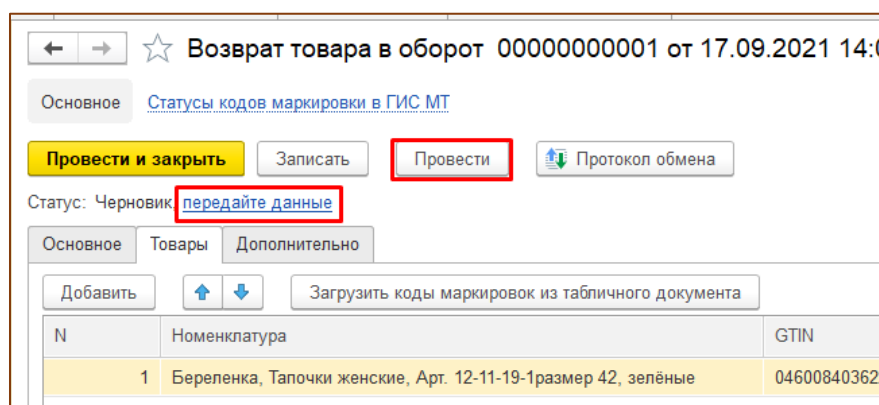 Возврат товара в оборот 00000000001 от 17.09.2021 14:0
Основное Статусы кодов маркировки в ГИС МТ
Провести и закрыть Записать Провести Протокол обмена
Статус: Черновик, передайте данные
Основное Товары Дополнительно
Добавить Загрузить коды маркировок из табличного документа
N Номенклатура GTIN
1 Береленка, Тапочки женские, Арт. 12-11-19-1размер 42, зелёные 04600840362